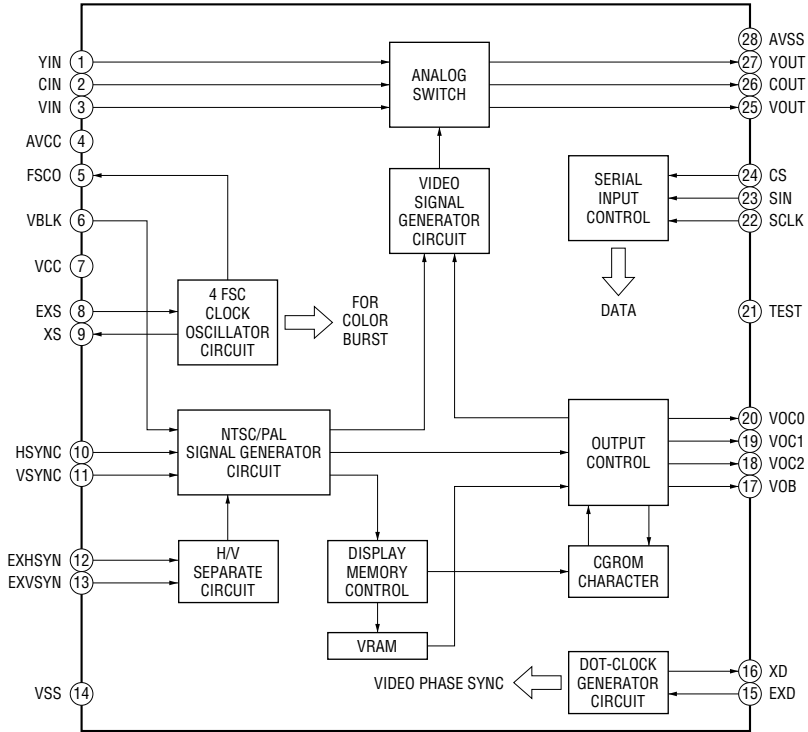 YIN 1
CIN 2
VIN 3
AVCC 4
FSCO 5
VBLK 6
VCC 7
EXS 8
XS 9
HSYNC 10
VSYNC 11
EXHSYN 12
EXVSYN 13
VSS 14
ANALOG
SWITCH
VIDEO
SIGNAL
GENERATOR
CIRCUIT
SERIAL
INPUT
CONTROL
DATA
4 FSC
CLOCK
OSCILLATOR
CIRCUIT
FOR
COLOR
BURST
NTSC/PAL
SIGNAL GENERATOR
CIRCUIT
OUTPUT
CONTROL
H/V
SEPARATE
CIRCUIT
DISPLAY
MEMORY
CONTROL
CGROM
CHARACTER
VRAM
VIDEO PHASE SYNC
DOT-CLOCK
GENERATOR
CIRCUIT
28 AVSS
27 YOUT
26 COUT
25 VOUT
24 CS
23 SIN
22 SCLK
21 TEST
20 VOC0
19 VOC1
18 VOC2
17 VOB
16 XD
15 EXD